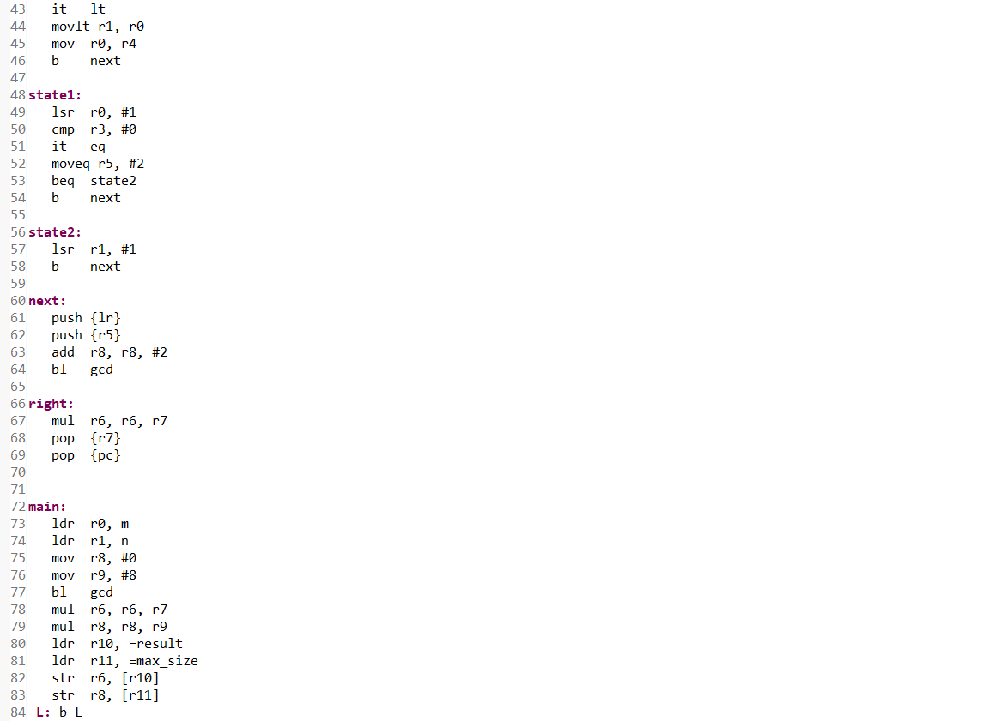 43 it lt
44 movlt r1, r0
45 mov r0, r4
46 b next
47
48 state1:
49 lsr r0, #1
50 cmp r3, #0
51 it eq
52 moveq r5, #2
53 beq state2
54 b next
55
56 state2:
57 lsr r1, #1
58 b next
59
60 next:
61 push {lr}
62 push {r5}
63 add r8, r8, #2
64 bl gcd
65
66 right:
67 mul r6, r6, r7
68 pop {r7}
69 pop {pc}
70
71
72 main:
73 ldr r0, m
74 ldr r1, n
75 mov r8, #0
76 mov r9, #8
77 bl gcd
78 mul r6, r6, r7
79 mul r8, r8, r9
80 ldr r10, =result
81 ldr r11, =max_size
82 str r6, [r10]
83 str r8, [r11]
84 L: b L